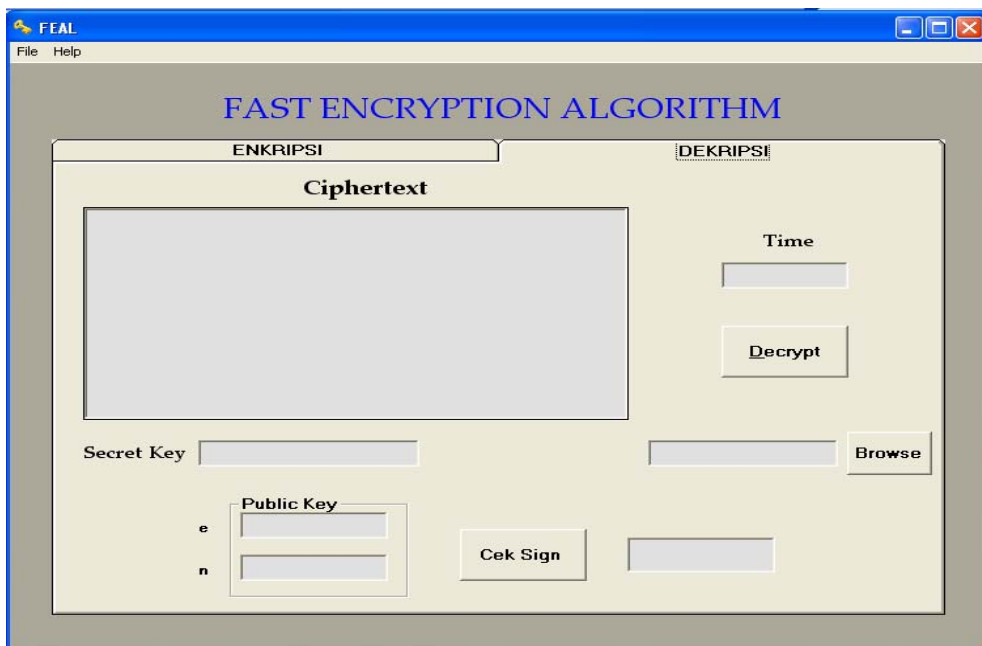 FEAL
File Help
FAST ENCRYPTION ALGORITHM
ENKRIPSI DEKRIPSI
Ciphertext
Time
Decrypt
Secret Key Browse
Public Key
e
Cek Sign
n